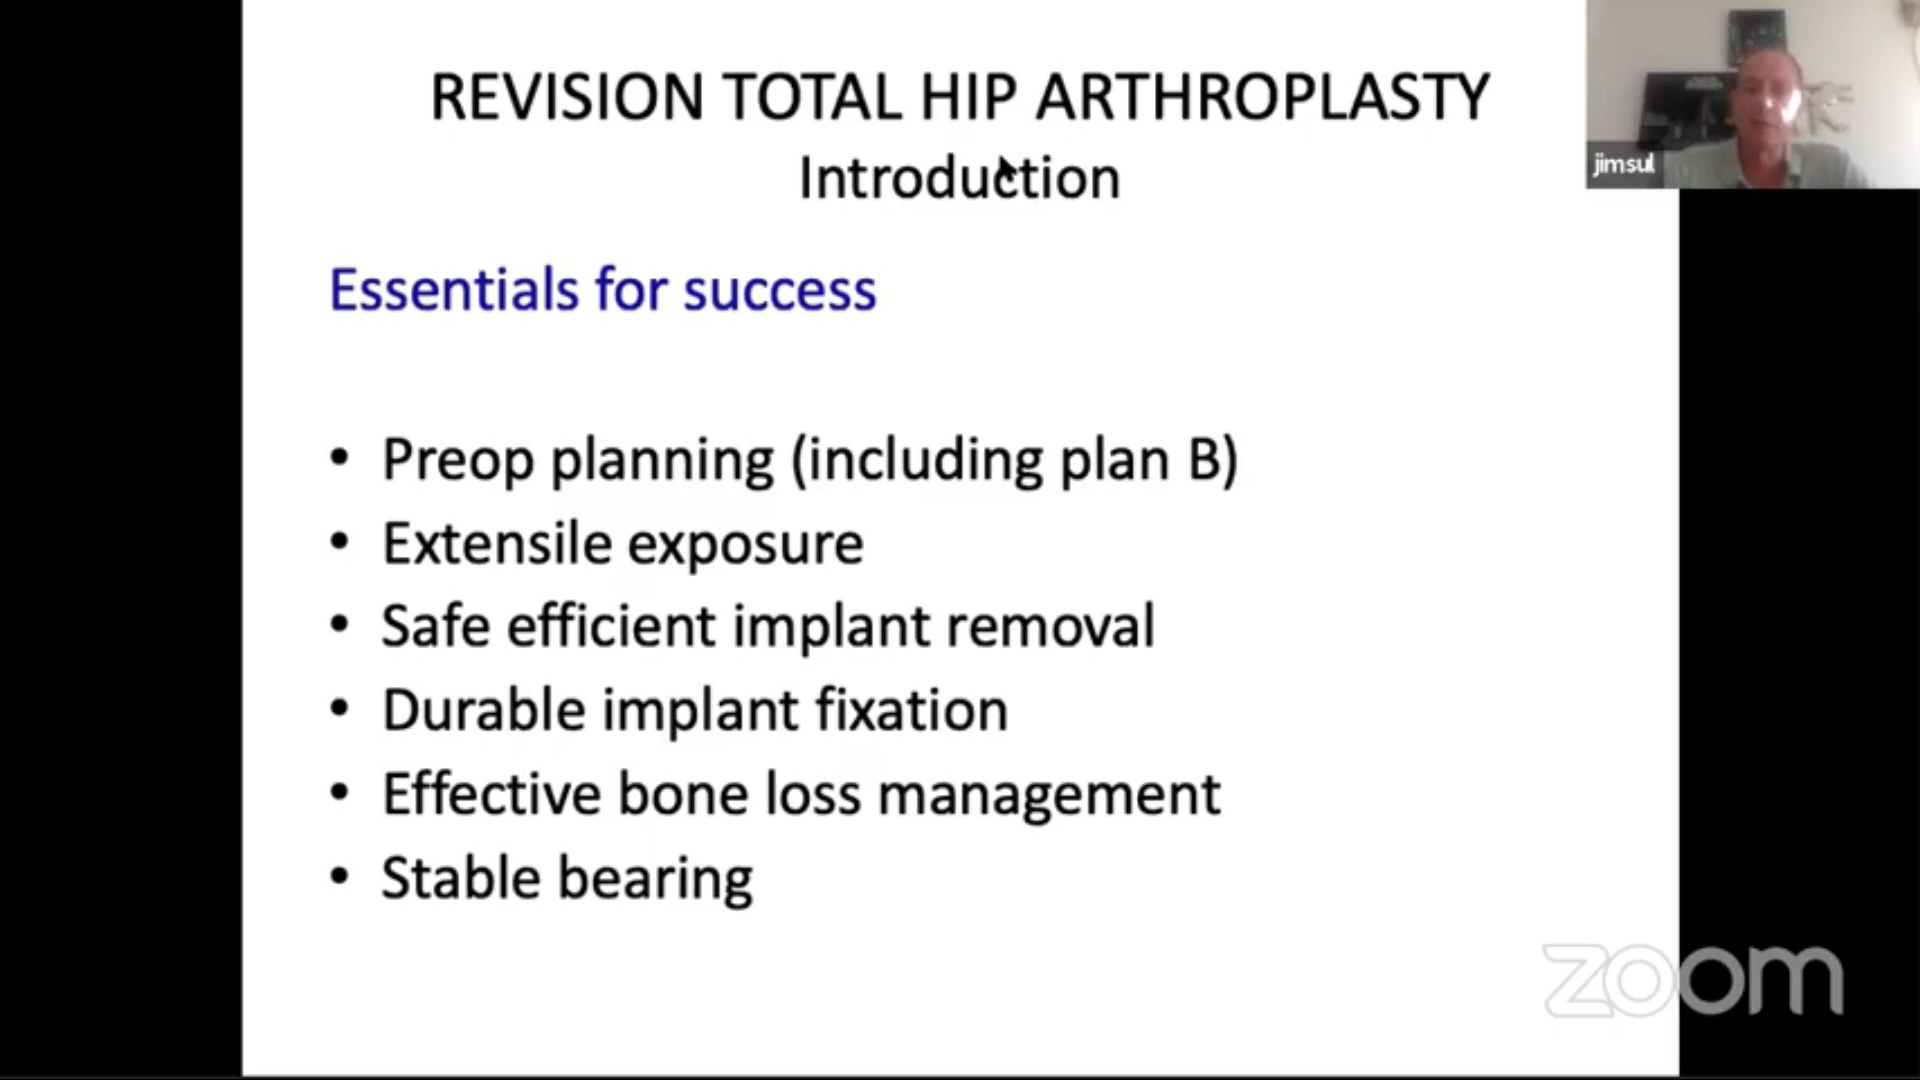 REVISION TOTAL HIP ARTHROPLASTY
Introduction
jimsul
Essentials for success
• Preop planning (including plan B)
• Extensile exposure
• Safe efficient implant removal
• Durable implant fixation
• Effective bone loss management
• Stable bearing
zoom